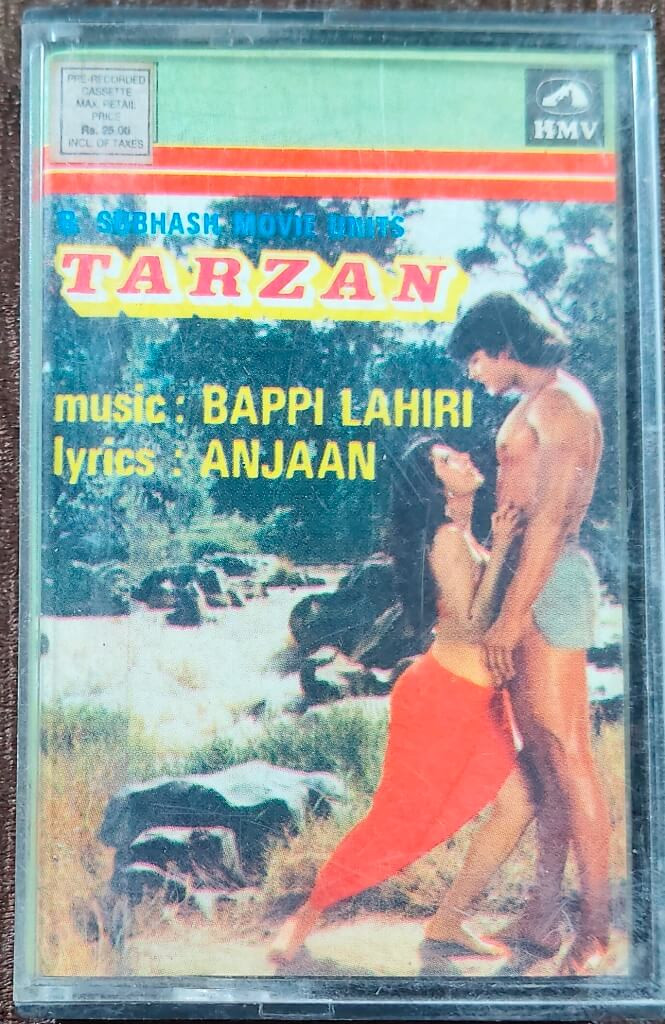 PRE-RECORDED
CASSETTE
MAX. RETAIL
PRICE
Rs. 25.00
INCL. OF TAXES
HMV
B. SUBHASH MOVIE UNITS
TARZAN
music : BAPPI LAHIRI
lyrics : ANJAAN